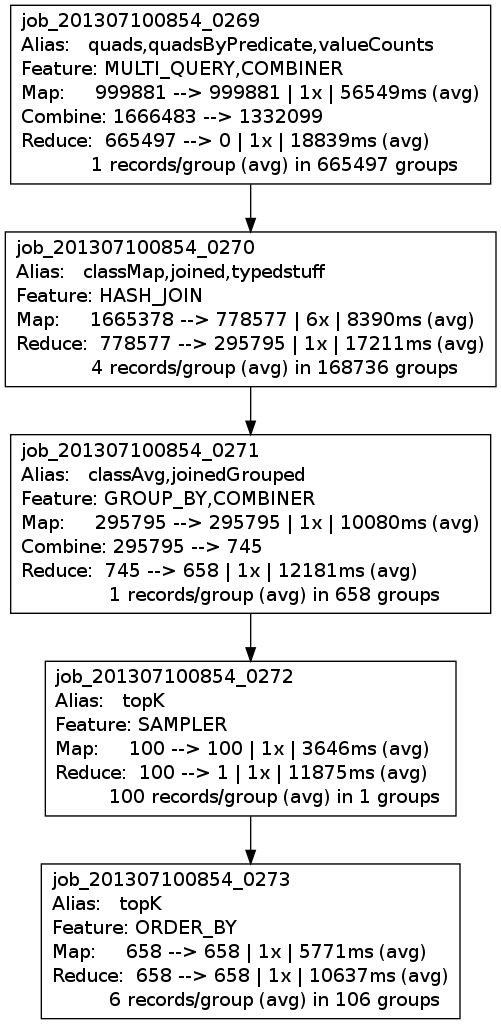 job_201307100854_0269
Alias: quads,quadsByPredicate,valueCounts
Feature: MULTI_QUERY,COMBINER
Map: 999881 --> 999881 | 1x | 56549ms (avg)
Combine: 1666483 --> 1332099
Reduce: 665497 --> 0 | 1x | 18839ms (avg)
1 records/group (avg) in 665497 groups
job_201307100854_0270
Alias: classMap,joined,typedstuff
Feature: HASH_JOIN
Map: 1665378 --> 778577 | 6x | 8390ms (avg)
Reduce: 778577 --> 295795 | 1x | 17211ms (avg)
4 records/group (avg) in 168736 groups
job_201307100854_0271
Alias: classAvg,joinedGrouped
Feature: GROUP_BY,COMBINER
Map: 295795 --> 295795 | 1x | 10080ms (avg)
Combine: 295795 --> 745
Reduce: 745 --> 658 | 1x | 12181ms (avg)
1 records/group (avg) in 658 groups
job_201307100854_0272
Alias: topK
Feature: SAMPLER
Map: 100 --> 100 | 1x | 3646ms (avg)
Reduce: 100 --> 1 | 1x | 11875ms (avg)
100 records/group (avg) in 1 groups
job_201307100854_0273
Alias: topK
Feature: ORDER_BY
Map: 658 --> 658 | 1x | 5771ms (avg)
Reduce: 658 --> 658 | 1x | 10637ms (avg)
6 records/group (avg) in 106 groups